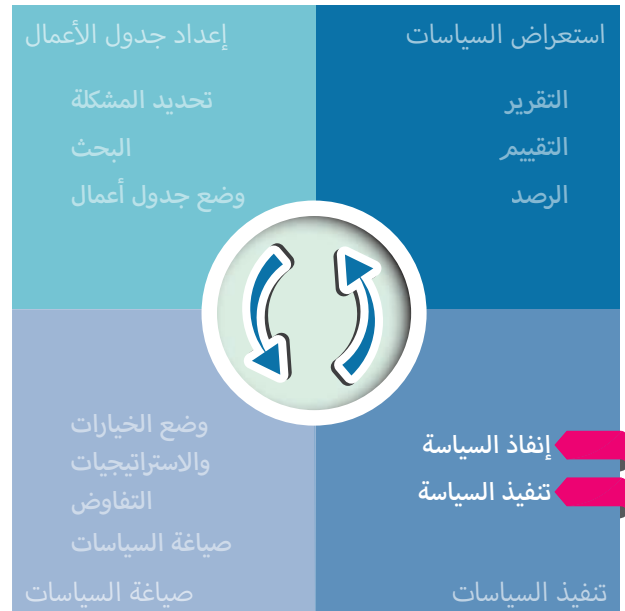 استعراض السياسات
التقرير
التقييم
الرصد
إعداد جدول الأعمال
تحديد المشكلة
البحث
وضع جدول أعمال
إنفاذ السياسة
تنفيذ السياسة
تنفيذ السياسات
وضع الخيارات
والاستراتيجيات
التفاوض
صياغة السياسات
صياغة السياسات